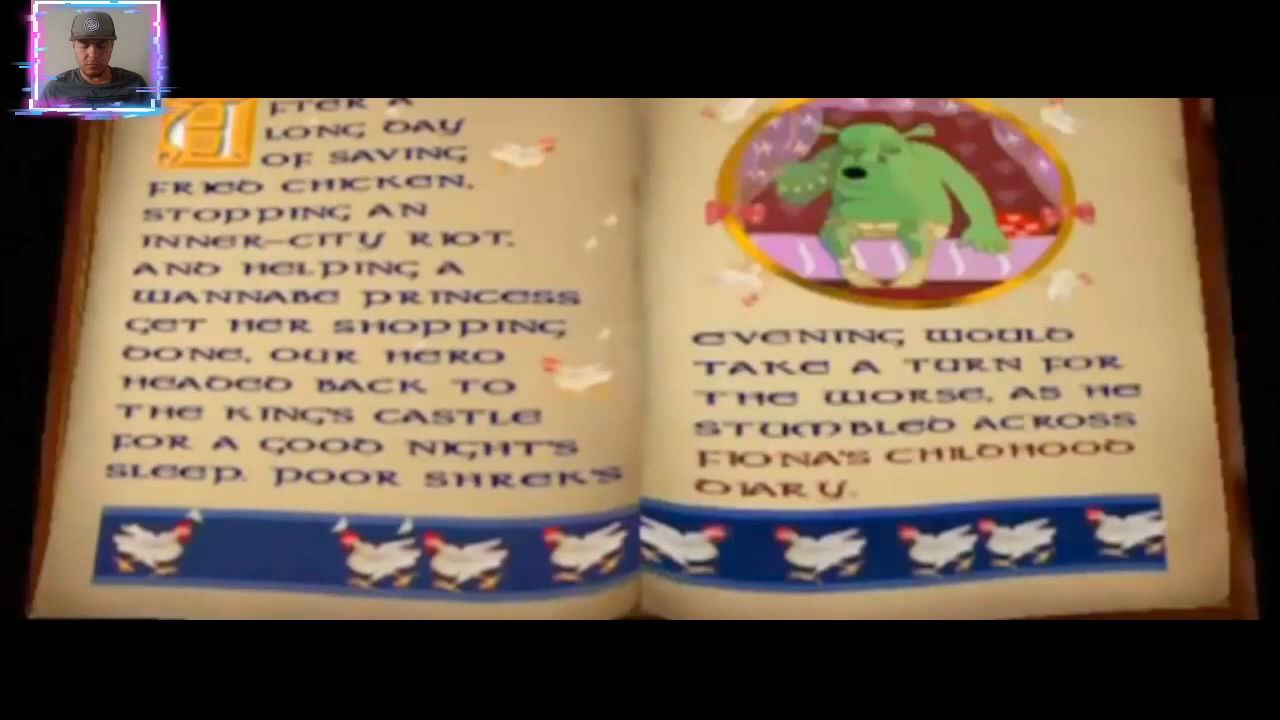 AFTER A
LONG DAY
OF SAVING
FRIED CHICKEN,
STOPPING AN
INNER-CITY RIOT,
AND HELPING A
WANNABE PRINCESS
GET HER SHOPPING
DONE, OUR HERO
HEADED BACK TO
THE KING'S CASTLE
FOR A GOOD NIGHT'S
SLEEP. POOR SHREK'S
EVENING WOULD
TAKE A TURN FOR
THE WORSE, AS HE
STUMBLED ACROSS
FIONA'S CHILDHOOD
DIARY.